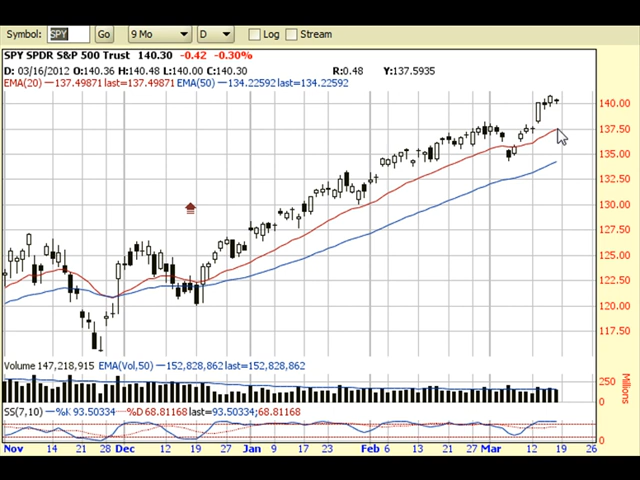 Symbol: SPY Go 9 Mo D Log Stream
SPY SPDR S&P 500 Trust 140.30 -0.42 -0.30%
D: 03/16/2012 O:140.36 H:140.48 L:140.00 C:140.30 R:0.48 Y:137.5935
EMA(20) —137.49871 last=137.49871 EMA(50) —134.22592 last=134.22592
140.00
137.50
135.00
132.50
130.00
127.50
125.00
122.50
120.00
117.50
Volume 147,218,915 EMA(Vol,50) —152,828,862 last=152,828,862
250
0
Millions
SS(7,10) —%K 93.50334 —%D 68.81168 last=93.50334;68.81168
0
Nov 14 21 28 Dec 12 19 Jan 9 17 23 Feb 6 13 21 27 Mar 12 19 26